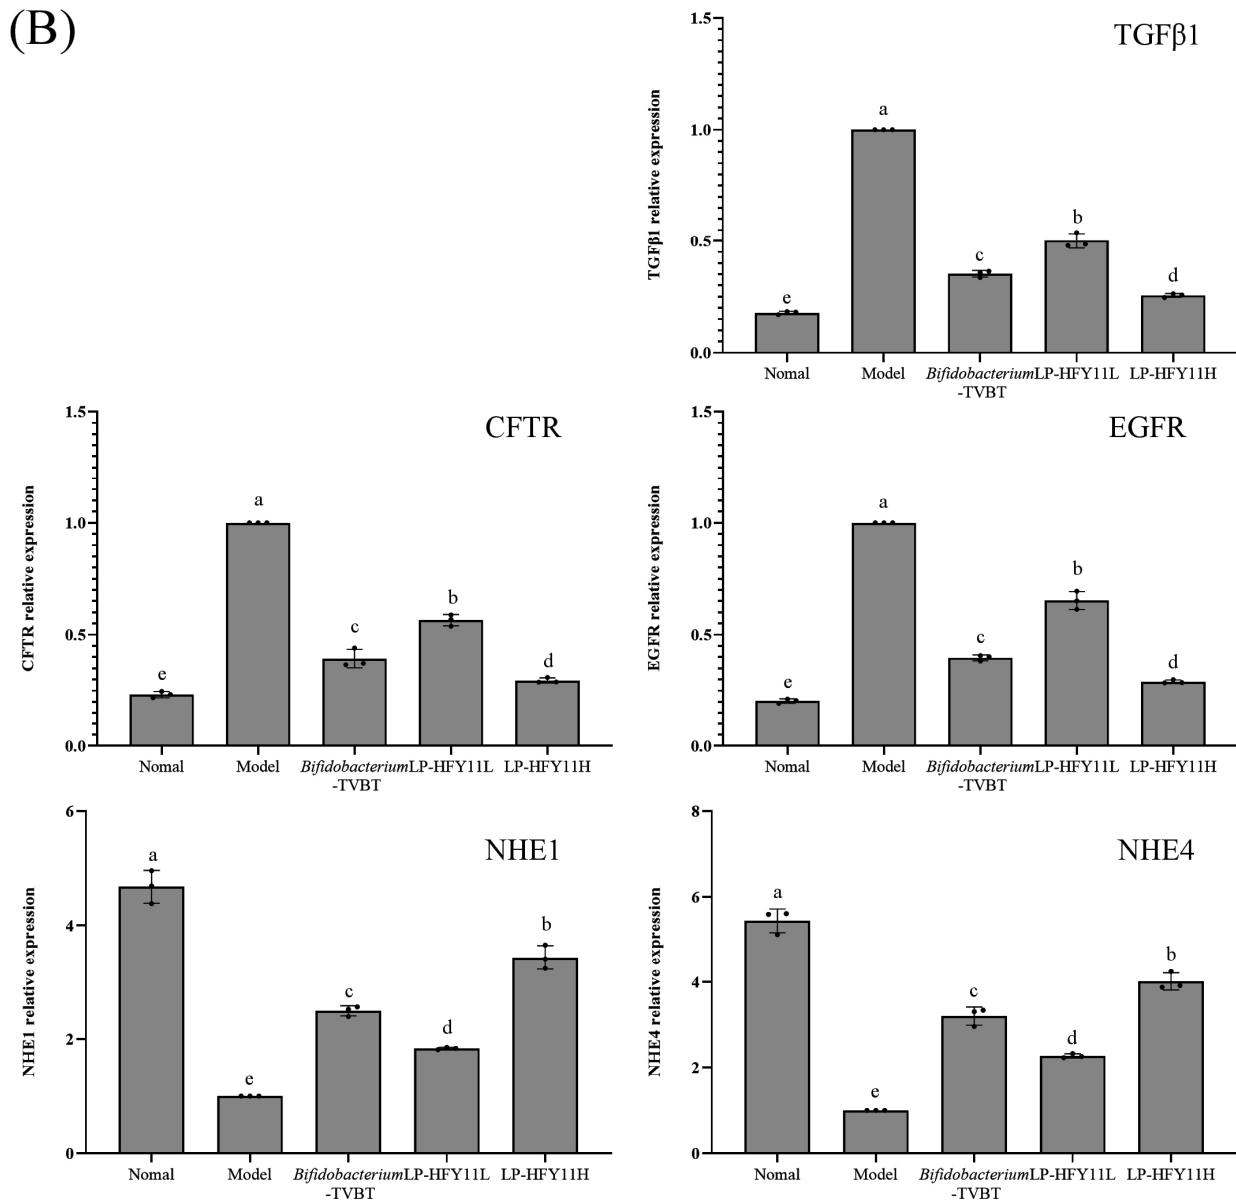 (B)
TGFβ1
TGFβ1 relative expression
1.5
1.0
0.5
0.0
a
b
c
d
e
Nomal
Model
Bifidobacterium
-TVBT
LP-HFY11L
LP-HFY11H
CFTR
CFTR relative expression
1.5
1.0
0.5
0.0
a
b
c
d
e
Nomal
Model
Bifidobacterium
-TVBT
LP-HFY11L
LP-HFY11H
EGFR
EGFR relative expression
1.5
1.0
0.5
0.0
a
b
c
d
e
Nomal
Model
Bifidobacterium
-TVBT
LP-HFY11L
LP-HFY11H
NHE1
NHE1 relative expression
6
4
2
0
a
b
c
d
e
Nomal
Model
Bifidobacterium
-TVBT
LP-HFY11L
LP-HFY11H
NHE4
NHE4 relative expression
8
6
4
2
0
a
b
c
d
e
Nomal
Model
Bifidobacterium
-TVBT
LP-HFY11L
LP-HFY11H